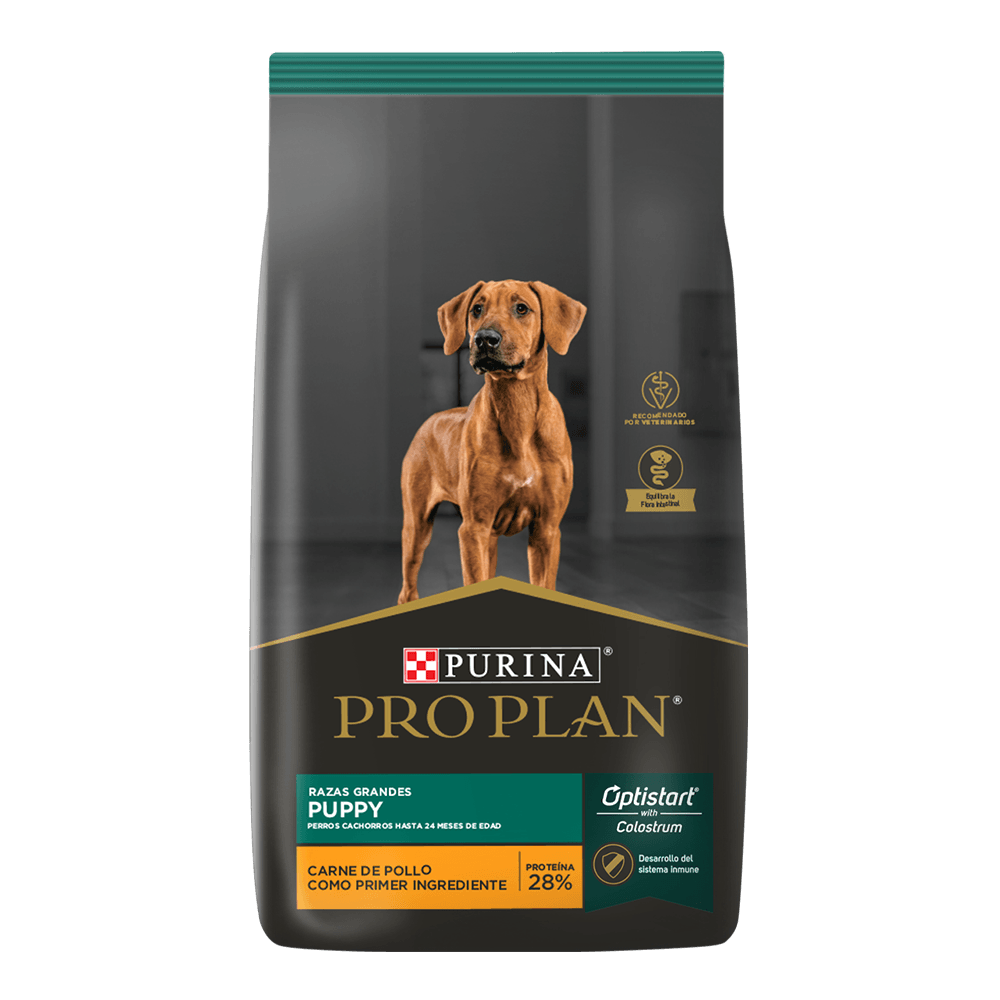 RECOMENDADO
POR VETERINARIOS
Equilibra la
Flora Intestinal
PURINA®
PRO PLAN®
RAZAS GRANDES
PUPPY
PERROS CACHORROS HASTA 24 MESES DE EDAD
CARNE DE POLLO
COMO PRIMER INGREDIENTE
PROTEÍNA
28%
Optistart®
with
Colostrum
Desarrollo del
sistema inmune